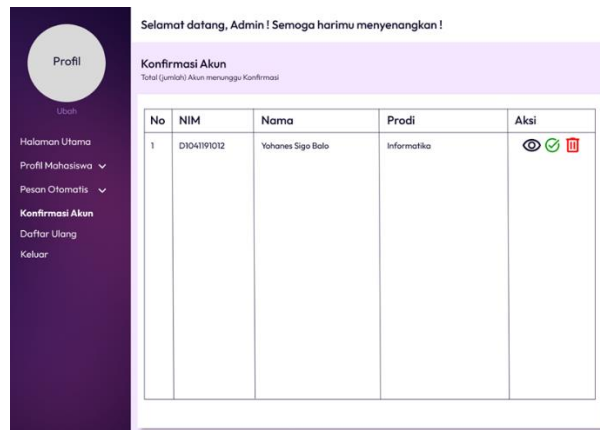 Selamat datang, Admin ! Semoga harimu menyenangkan !
Profil
Ubah
Halaman Utama
Profil Mahasiswa
Pesan Otomatis
Konfirmasi Akun
Daftar Ulang
Keluar
Konfirmasi Akun
Total (jumlah) Akun menunggu Konfirmasi
No NIM Nama Prodi Aksi
1 D1041191012 Yohanes Sigo Balo Informatika